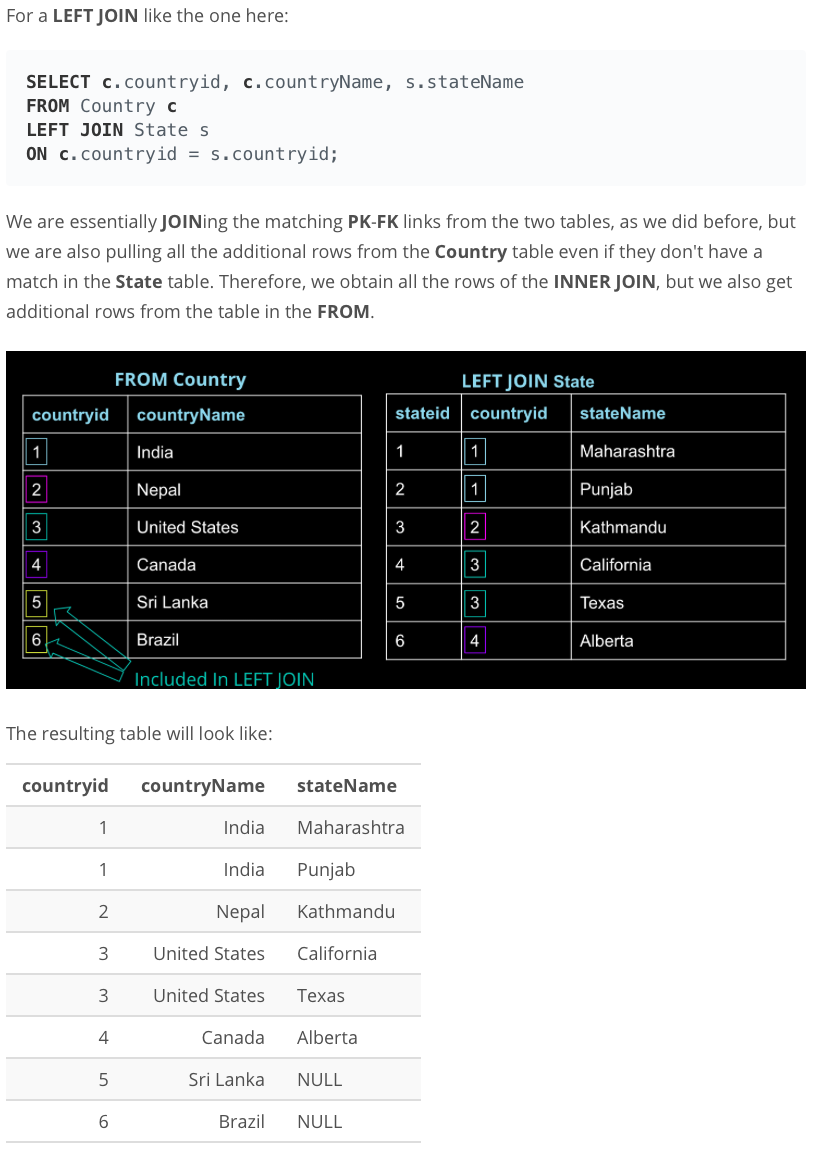 For a LEFT JOIN like the one here:
SELECT c.countryid, c.countryName, s.stateName
FROM Country c
LEFT JOIN State s
ON c.countryid = s.countryid;
We are essentially JOINing the matching PK-FK links from the two tables, as we did before, but
we are also pulling all the additional rows from the Country table even if they don't have a
match in the State table. Therefore, we obtain all the rows of the INNER JOIN, but we also get
additional rows from the table in the FROM.
FROM Country
countryid countryName
1 India
2 Nepal
3 United States
4 Canada
5 Sri Lanka
6 Brazil
Included In LEFT JOIN
LEFT JOIN State
stateid countryid stateName
1 1 Maharashtra
2 1 Punjab
3 2 Kathmandu
4 3 California
5 3 Texas
6 4 Alberta
The resulting table will look like:
countryid countryName stateName
1 India Maharashtra
1 India Punjab
2 Nepal Kathmandu
3 United States California
3 United States Texas
4 Canada Alberta
5 Sri Lanka NULL
6 Brazil NULL